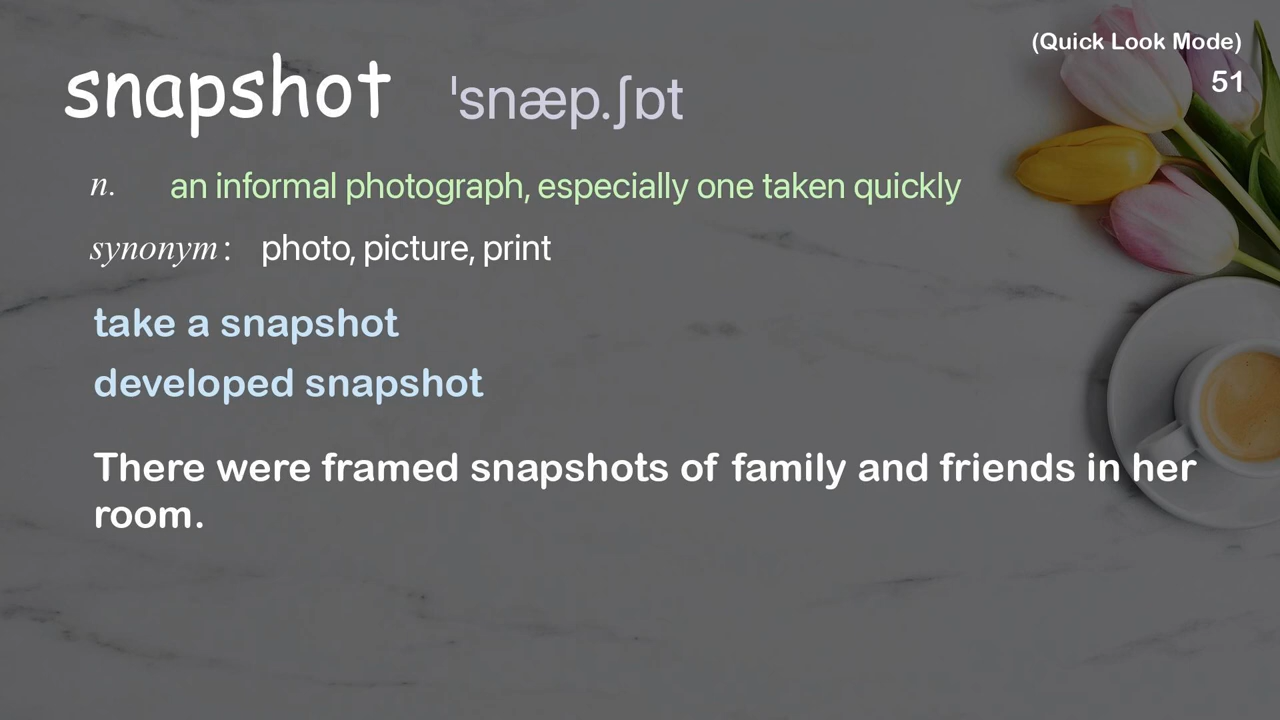 (Quick Look Mode)
51
snapshot ˈsnæp.ʃɒt
n. an informal photograph, especially one taken quickly
synonym: photo, picture, print
take a snapshot
developed snapshot
There were framed snapshots of family and friends in her
room.